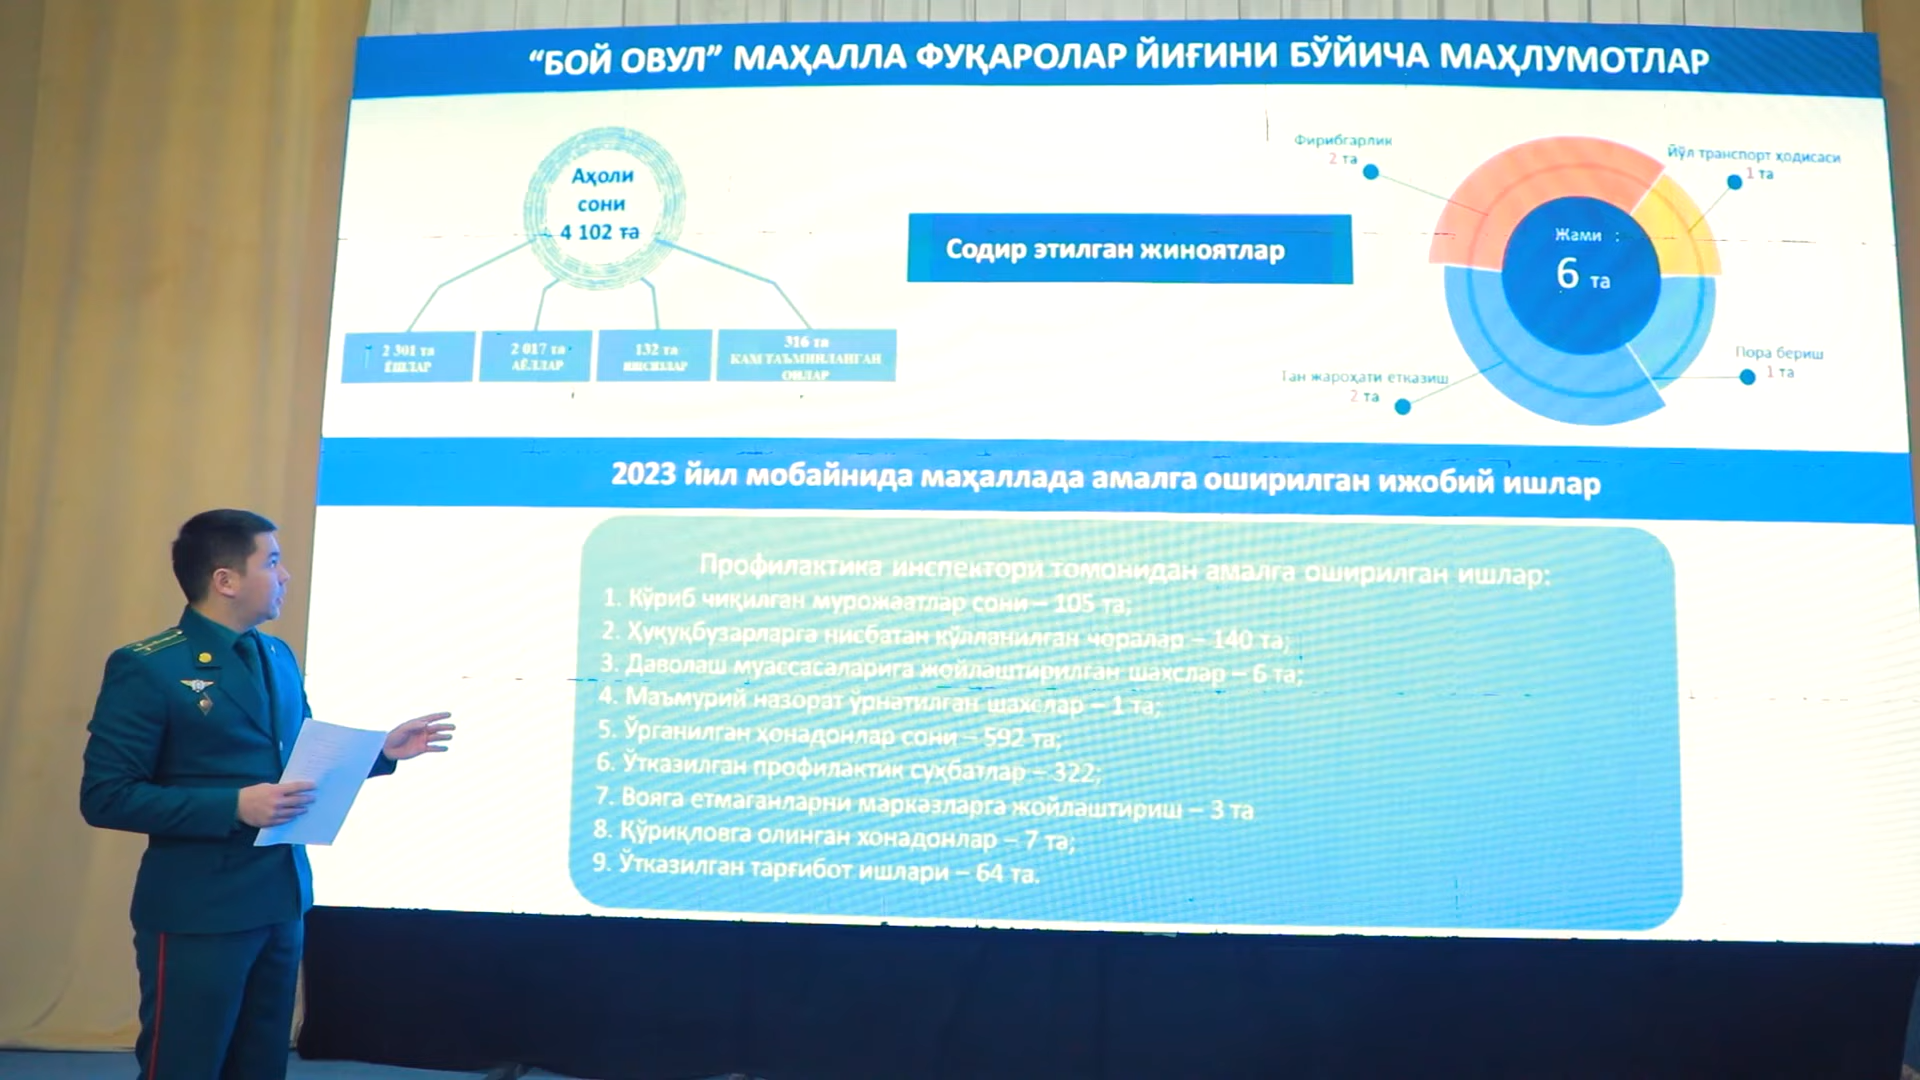 “БОЙ ОВУЛ” МАҲАЛЛА ФУҚАРОЛАР ЙИҒИНИ БЎЙИЧА МАҲЛУМОТЛАР
Аҳоли
сони
4 102 та
2 301 та
ЁШЛАР
2 017 та
АЁЛЛАР
132 та
ИШСИЗЛАР
316 та
КАМ ТАЪМИНЛАНГАН
ОИЛАР
Содир этилган жиноятлар
Фирибгарлик
2 та
Йўл транспорт ҳодисаси
1 та
Жами :
6 та
Тан жароҳати етказиш
2 та
Пора бериш
1 та
2023 йил мобайнида маҳаллада амалга оширилган ижобий ишлар
Профилактика инспектори томонидан амалга оширилган ишлар:
1. Кўриб чиқилган мурожаатлар сони – 105 та;
2. Ҳуқуқбузарларга нисбатан қўлланилган чоралар – 140 та;
3. Даволаш муассасаларига жойлаштирилган шахслар – 6 та;
4. Маъмурий назорат ўрнатилган шахслар – 1 та;
5. Ўрганилган ҳонадонлар сони – 592 та;
6. Ўтказилган профилактик суҳбатлар – 322;
7. Вояга етмаганларни марказларга жойлаштириш – 3 та
8. Қўриқловга олинган хонадонлар – 7 та;
9. Ўтказилган тарғибот ишлари – 64 та.